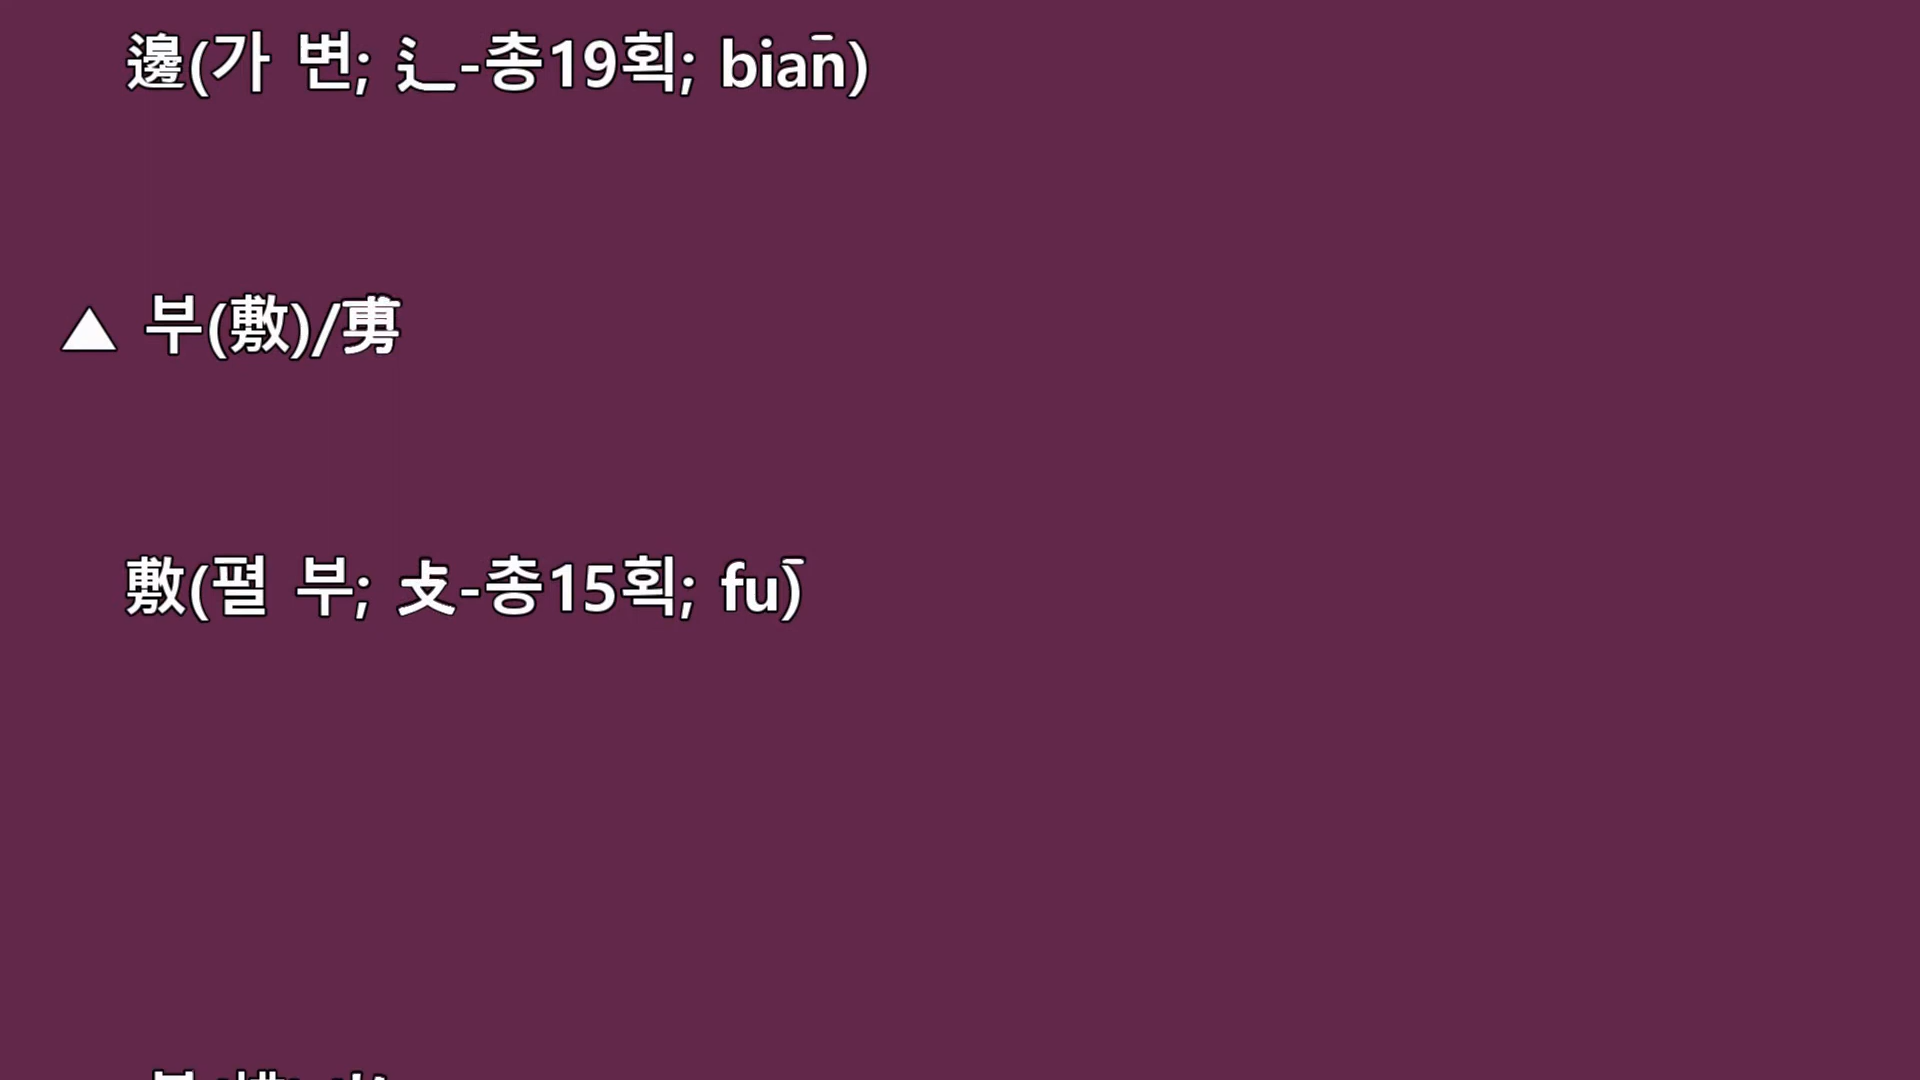 邊(가 변; 辶-총19획; bian̄)
▲ 부(敷)/旉
敷(펼 부; 攴-총15획; fu)̄